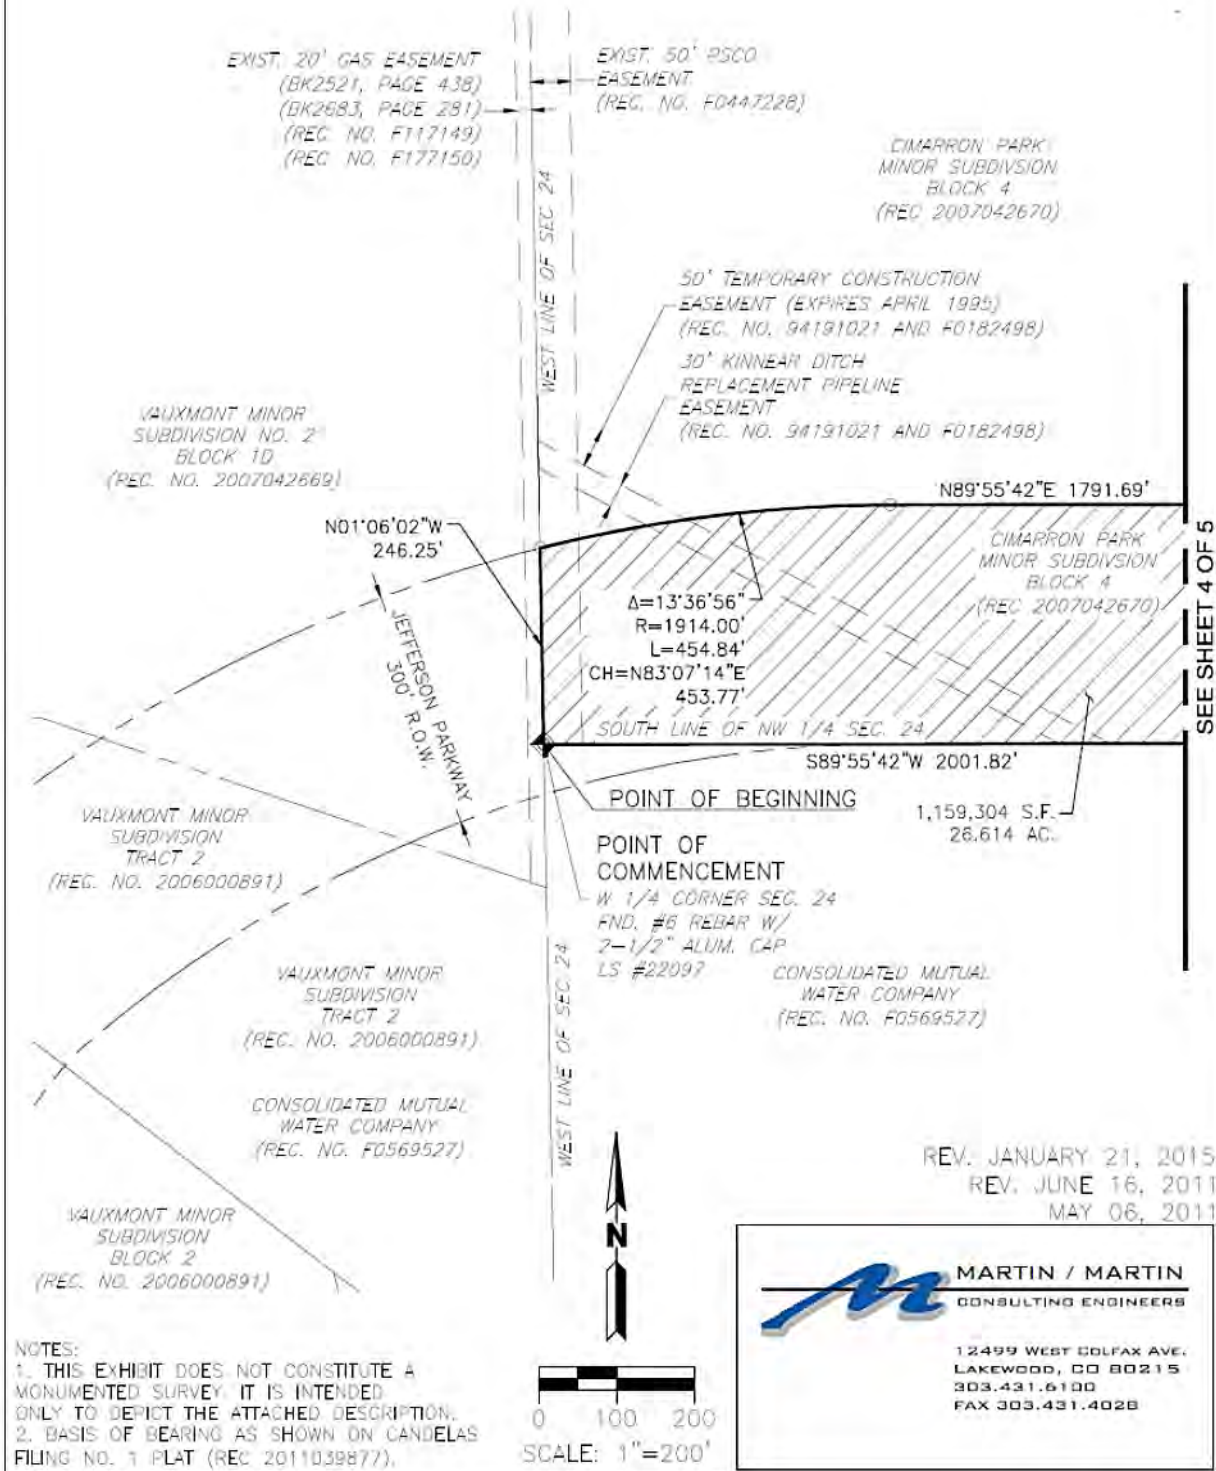 EXIST. 20' GAS EASEMENT
(BK2521, PAGE 438)
(BK2683, PAGE 281)
(REC. NO. F117149)
(REC. NO. F177150)
EXIST. 50' PSCO
EASEMENT
(REC. NO. F0447228)
CIMARRON PARK
MINOR SUBDIVISION
BLOCK 4
(REC 2007042670)
WEST LINE OF SEC 24
50' TEMPORARY CONSTRUCTION
EASEMENT (EXPIRES APRIL 1995)
(REC. NO. 94191021 AND F0182498)
30' KINNEAR DITCH
REPLACEMENT PIPELINE
EASEMENT
(REC. NO. 94191021 AND F0182498)
VAUXMONT MINOR
SUBDIVISION NO. 2
BLOCK 1D
(REC. NO. 2007042669)
N89°55'42"E 1791.69'
N01°06'02"W
246.25'
CIMARRON PARK
MINOR SUBDIVSION
BLOCK 4
(REC 2007042670)
SEE SHEET 4 OF 5
Δ=13°36'56"
R=1914.00'
L=454.84'
CH=N83°07'14"E
453.77'
JEFFERSON PARKWAY
300' R.O.W.
SOUTH LINE OF NW 1/4 SEC. 24
S89°55'42"W 2001.82'
POINT OF BEGINNING
1,159,304 S.F.
26.614 AC.
VAUXMONT MINOR
SUBDIVISION
TRACT 2
(REC. NO. 2006000891)
POINT OF
COMMENCEMENT
W 1/4 CORNER SEC. 24
FND. #6 REBAR W/
2-1/2" ALUM. CAP
LS #22097
WEST LINE OF SEC 24
VAUXMONT MINOR
SUBDIVISION
TRACT 2
(REC. NO. 2006000891)
CONSOLIDATED MUTUAL
WATER COMPANY
(REC. NO. F0569527)
CONSOLIDATED MUTUAL
WATER COMPANY
(REC. NO. F0569527)
VAUXMONT MINOR
SUBDIVISION
BLOCK 2
(REC. NO. 2006000891)
REV. JANUARY 21, 2015
REV. JUNE 16, 2011
MAY 06, 2011
N
MARTIN / MARTIN
CONSULTING ENGINEERS
12499 WEST COLFAX AVE.
LAKEWOOD, CO 80215
303.431.6100
FAX 303.431.4028
NOTES:
1. THIS EXHIBIT DOES NOT CONSTITUTE A
MONUMENTED SURVEY. IT IS INTENDED
ONLY TO DEPICT THE ATTACHED DESCRIPTION.
2. BASIS OF BEARING AS SHOWN ON CANDELAS
FILING NO. 1 PLAT (REC 2011039877).
0 100 200
SCALE: 1"=200'